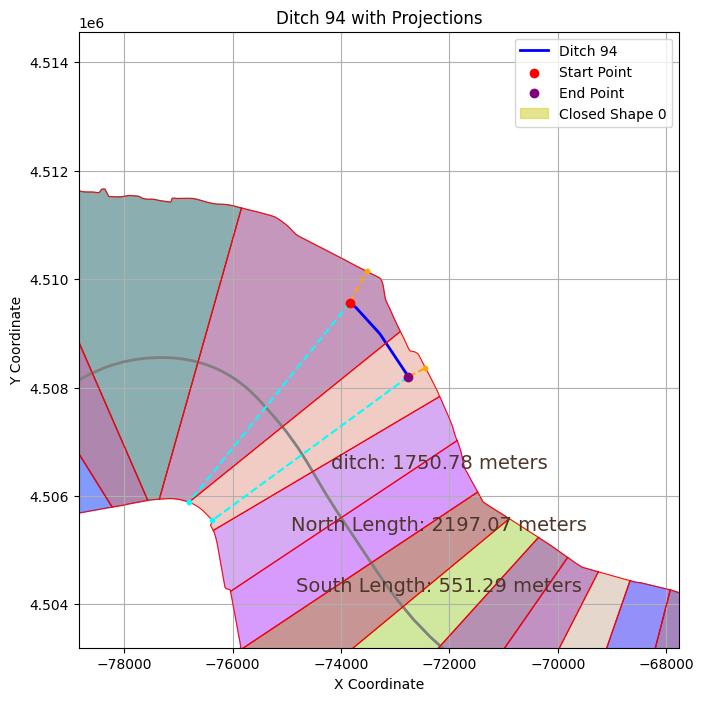 Ditch 94 with Projections
1e6
Ditch 94
Start Point
End Point
Closed Shape 0
4.514
4.512
4.510
4.508
4.506
4.504
Y Coordinate
ditch: 1750.78 meters
North Length: 2197.07 meters
South Length: 551.29 meters
−78000 −76000 −74000 −72000 −70000 −68000
X Coordinate